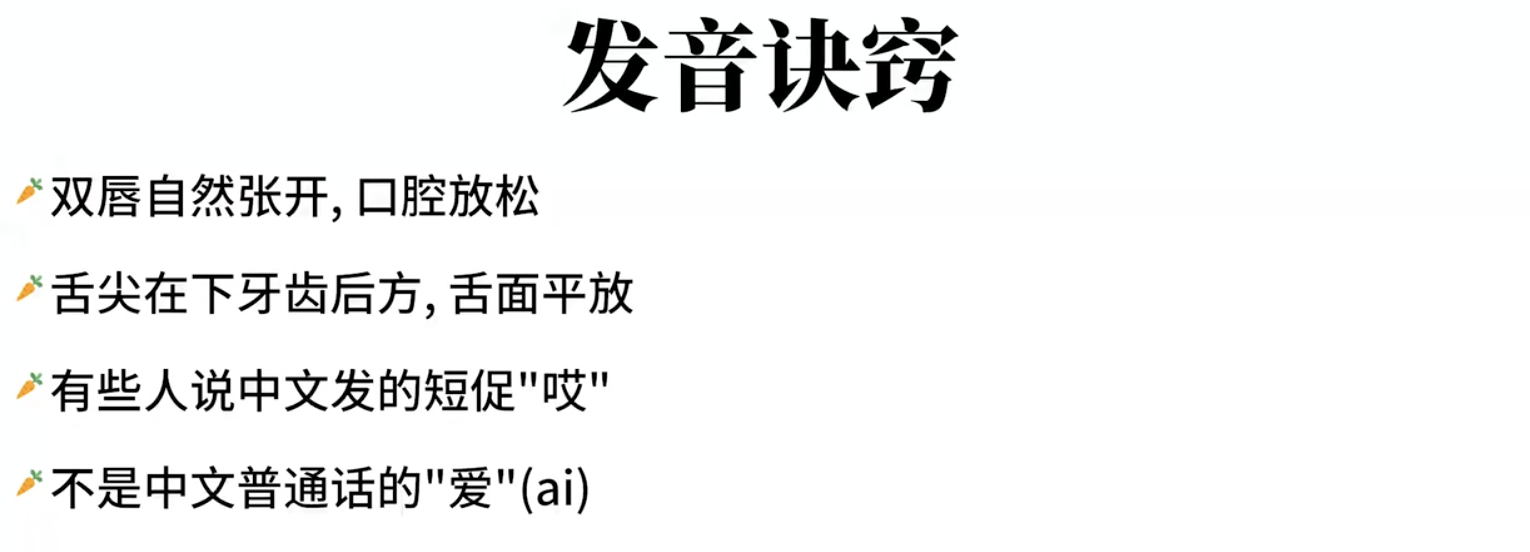 发音诀窍
双唇自然张开, 口腔放松
舌尖在下牙齿后方, 舌面平放
有些人说中文发的短促"哎"
不是中文普通话的"爱"(ai)